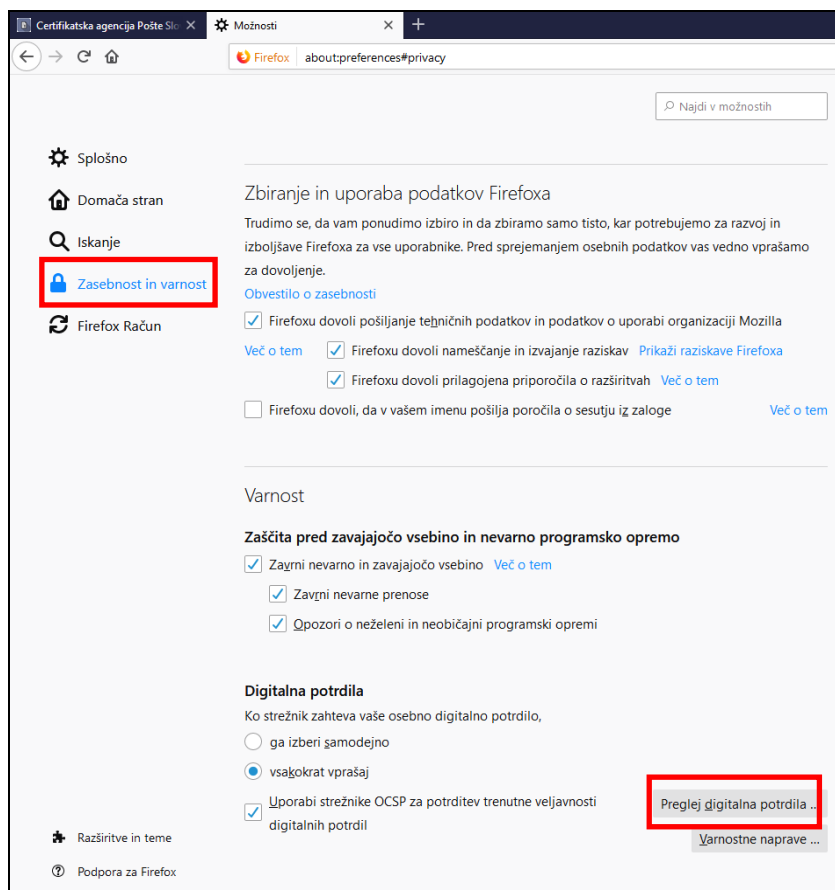 Certifikatska agencija Pošte Slo
Možnosti
Firefox about:preferences#privacy
Najdi v možnostih
Splošno
Domača stran
Iskanje
Zasebnost in varnost
Firefox Račun
Zbiranje in uporaba podatkov Firefoxa
Trudimo se, da vam ponudimo izbiro in da zbiramo samo tisto, kar potrebujemo za razvoj in
izboljšave Firefoxa za vse uporabnike. Pred sprejemanjem osebnih podatkov vas vedno vprašamo
za dovoljenje.
Obvestilo o zasebnosti
Firefoxu dovoli pošiljanje tehničnih podatkov in podatkov o uporabi organizaciji Mozilla
Več o tem Firefoxu dovoli nameščanje in izvajanje raziskav Prikaži raziskave Firefoxa
Firefoxu dovoli prilagojena priporočila o razširitvah Več o tem
Firefoxu dovoli, da v vašem imenu pošilja poročila o sesutju iz zaloge Več o tem
Varnost
Zaščita pred zavajajočo vsebino in nevarno programsko opremo
Zavrni nevarno in zavajajočo vsebino Več o tem
Zavrni nevarne prenose
Opozori o neželeni in neobičajni programski opremi
Digitalna potrdila
Ko strežnik zahteva vaše osebno digitalno potrdilo,
ga izberi samodejno
vsakokrat vprašaj
Uporabi strežnike OCSP za potrditev trenutne veljavnosti
digitalnih potrdil
Preglej digitalna potrdila ...
Varnostne naprave ...
Razširitve in teme
Podpora za Firefox